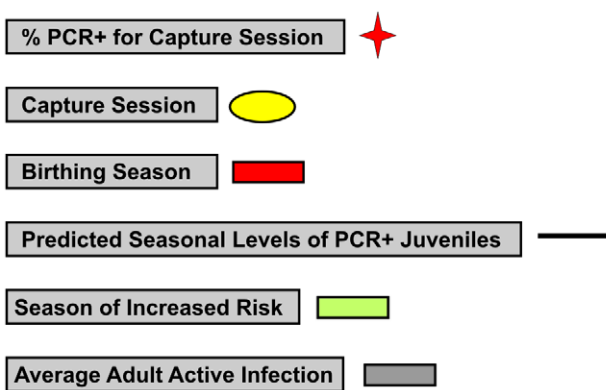 % PCR+ for Capture Session
Capture Session
Birthing Season
Predicted Seasonal Levels of PCR+ Juveniles
Season of Increased Risk
Average Adult Active Infection